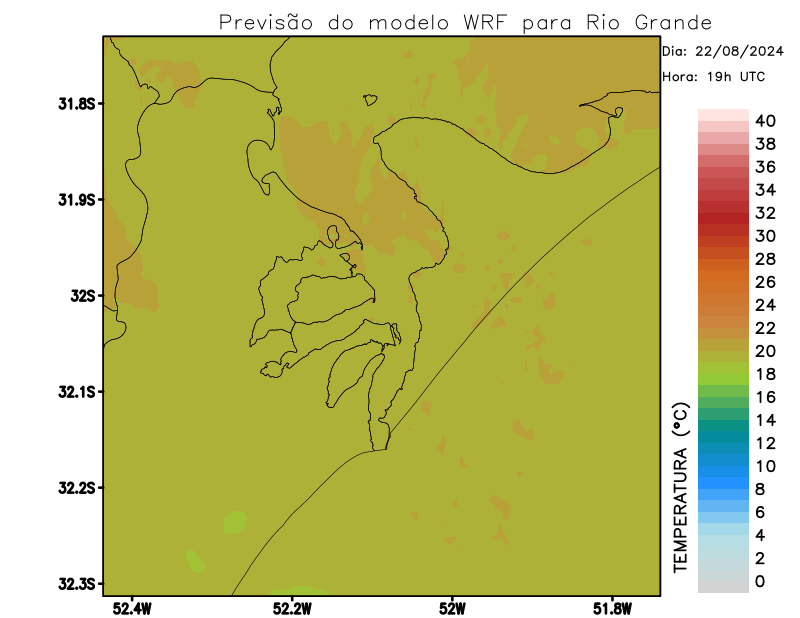 Previsão do modelo WRF para Rio Grande
Dia: 22/08/2024
Hora: 19h UTC
31.8S
31.9S
32S
32.1S
32.2S
32.3S
52.4W
52.2W
52W
51.8W
TEMPERATURA (°C)
40
38
36
34
32
30
28
26
24
22
20
18
16
14
12
10
8
6
4
2
0